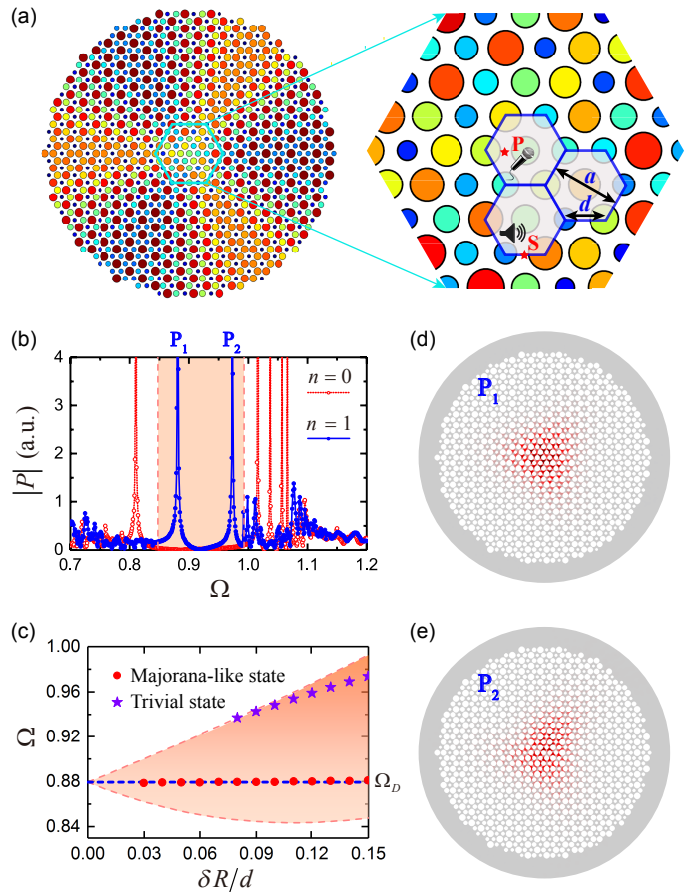 (a)
P
a
d
S
(b)
P₁ P₂
4
3
2
1
0
|P| (a.u.)
n = 0
n = 1
0.7 0.8 0.9 1.0 1.1 1.2
Ω
(c)
1.00
0.96
0.92
0.88
0.84
Ω
Majorana-like state
Trivial state
Ω_D
0.00 0.03 0.06 0.09 0.12 0.15
δR/d
(d)
P₁
(e)
P₂